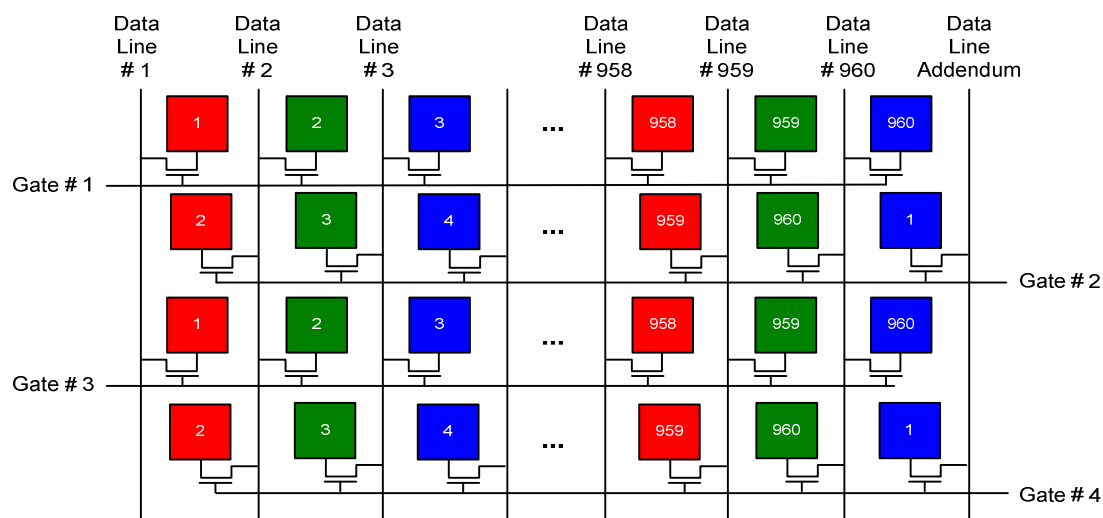 Data Line # 1
Data Line #2
Data Line #3
Data Line # 958
Data Line #959
Data Line #960
Data Line Addendum
1 2 3 ... 958 959 960
Gate # 1
2 3 4 ... 959 960 1
Gate # 2
1 2 3 ... 958 959 960
Gate # 3
2 3 4 ... 959 960 1
Gate # 4